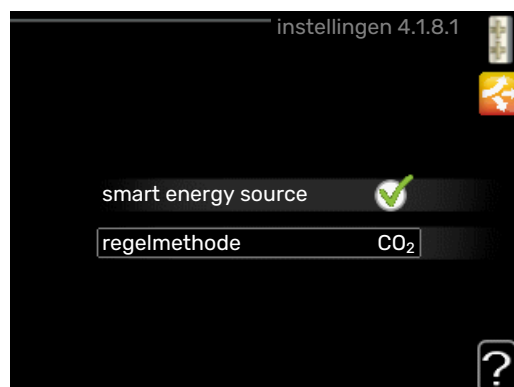 instellingen 4.1.8.1
smart energy source
regelmethode CO₂
?